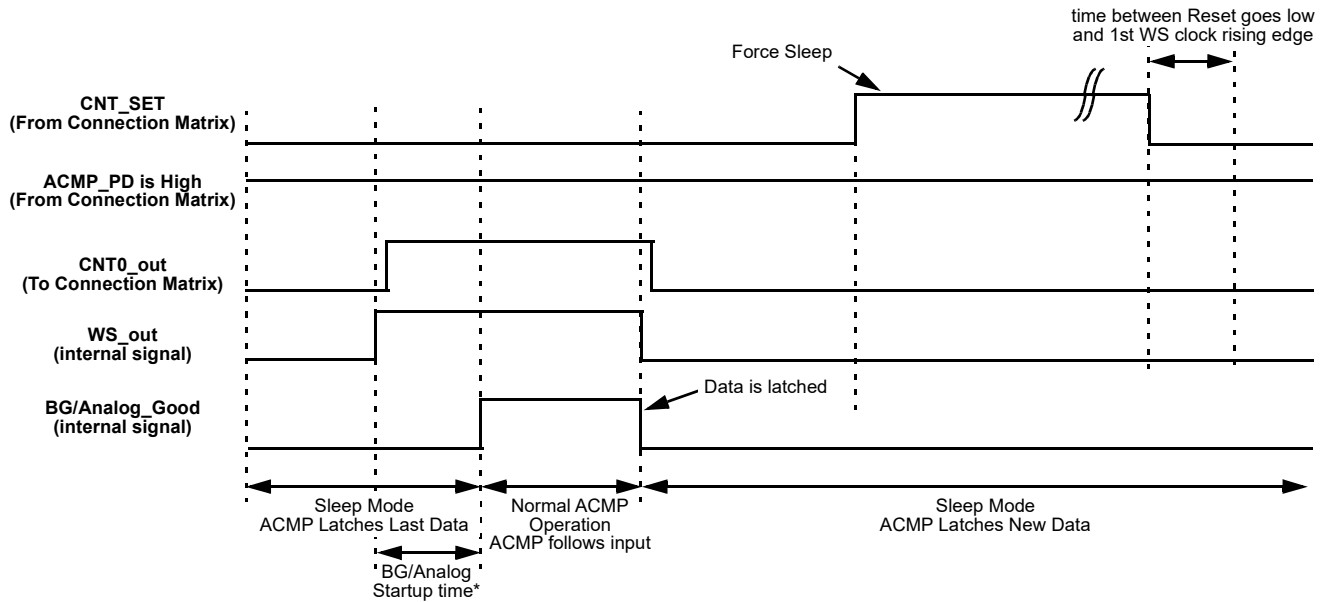 time between Reset goes low
and 1st WS clock rising edge
Force Sleep
CNT_SET
(From Connection Matrix)
ACMP_PD is High
(From Connection Matrix)
CNT0_out
(To Connection Matrix)
WS_out
(internal signal)
Data is latched
BG/Analog_Good
(internal signal)
Sleep Mode
ACMP Latches Last Data
Normal ACMP
Operation
ACMP follows input
Sleep Mode
ACMP Latches New Data
BG/Analog
Startup time*